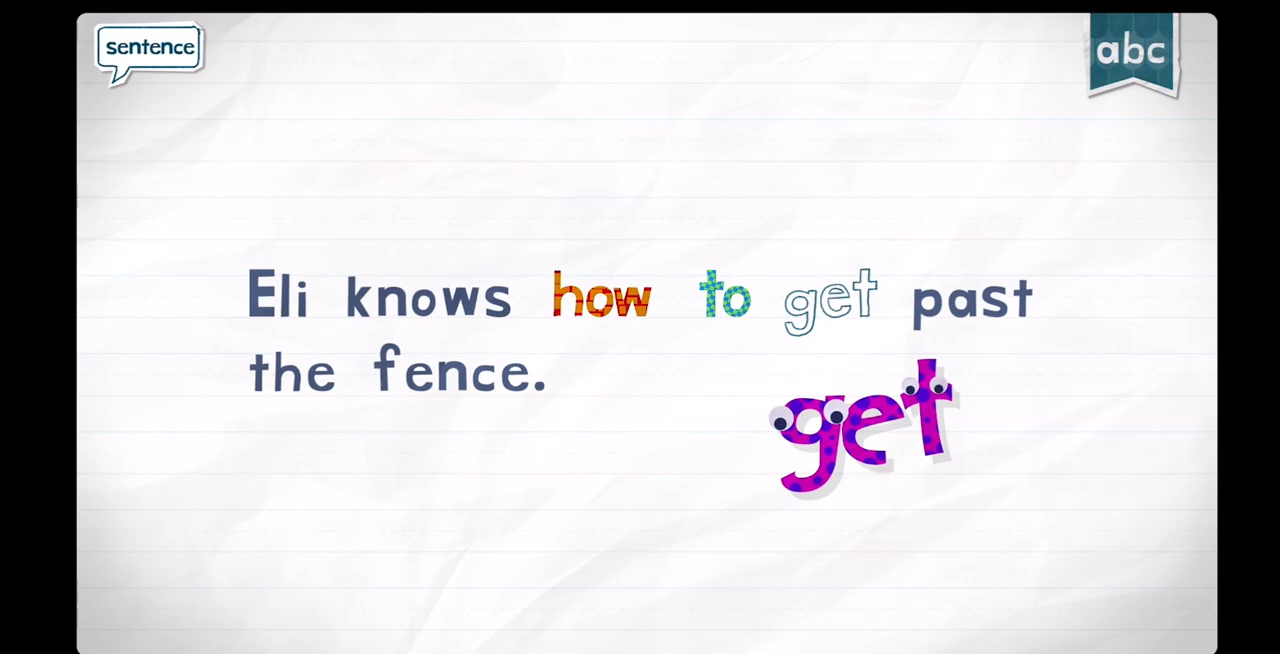 sentence
abc
Eli knows how to get past
the fence.
get